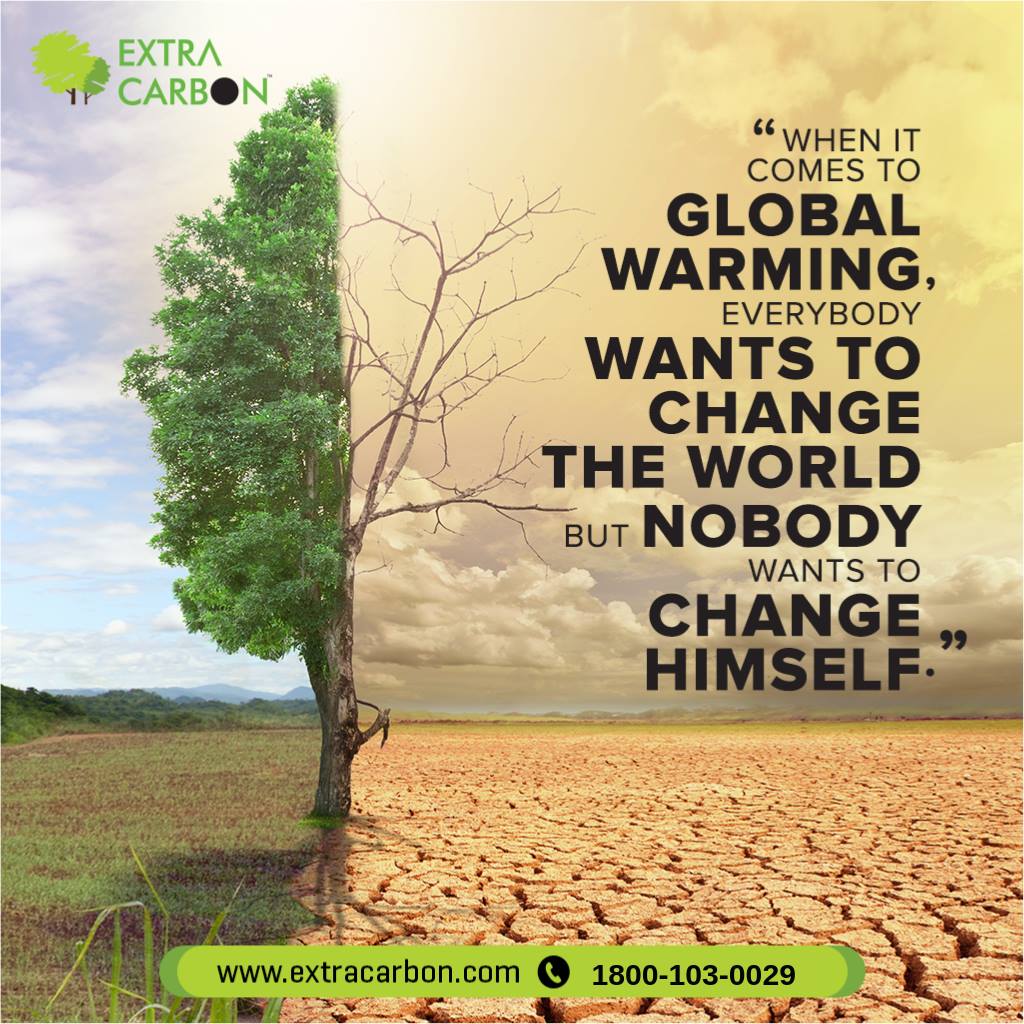 EXTRA
CARBON™
“WHEN IT
COMES TO
GLOBAL
WARMING,
EVERYBODY
WANTS TO
CHANGE
THE WORLD
BUT NOBODY
WANTS TO
CHANGE
HIMSELF.”
www.extracarbon.com 1800-103-0029